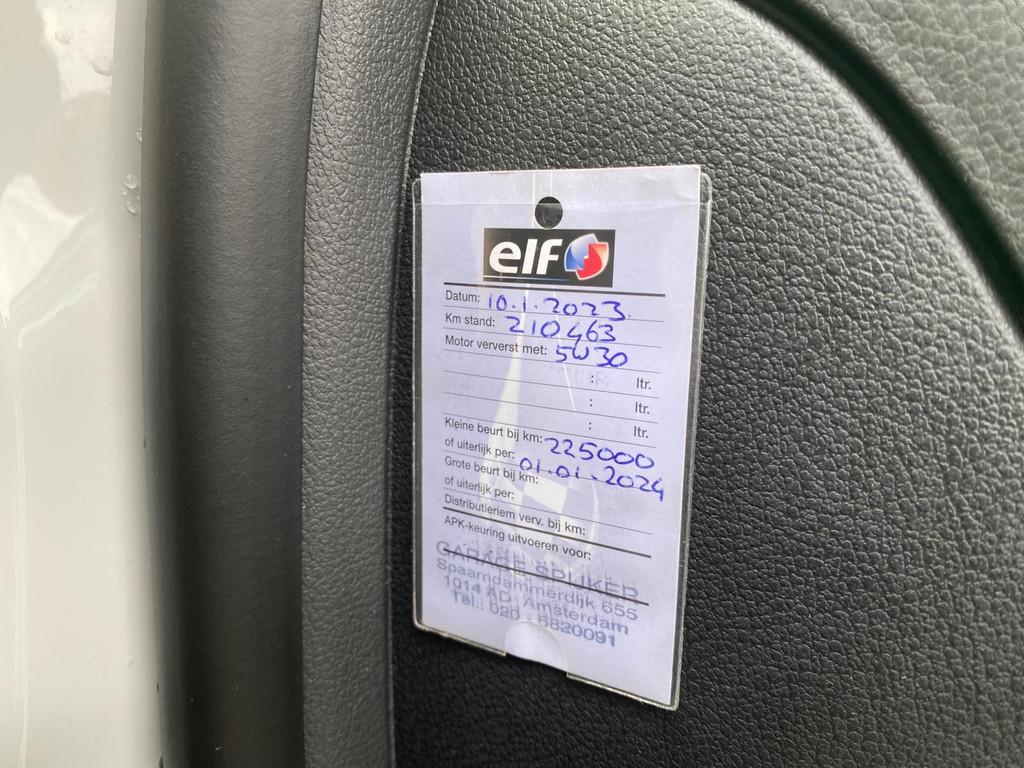 elf
Datum: 10.1.2023.
Km stand: 210463
Motor ververst met: 5W30
: ltr.
: ltr.
: ltr.
Kleine beurt bij km: 225000
of uiterlijk per: 01.01.2024
Grote beurt bij km:
of uiterlijk per:
Distributieriem verv. bij km:
APK-keuring uitvoeren voor:
GARAGE SPIJKER
Spaarndammerdijk 655
1014 AD Amsterdam
Tel.: 020 - 6820091